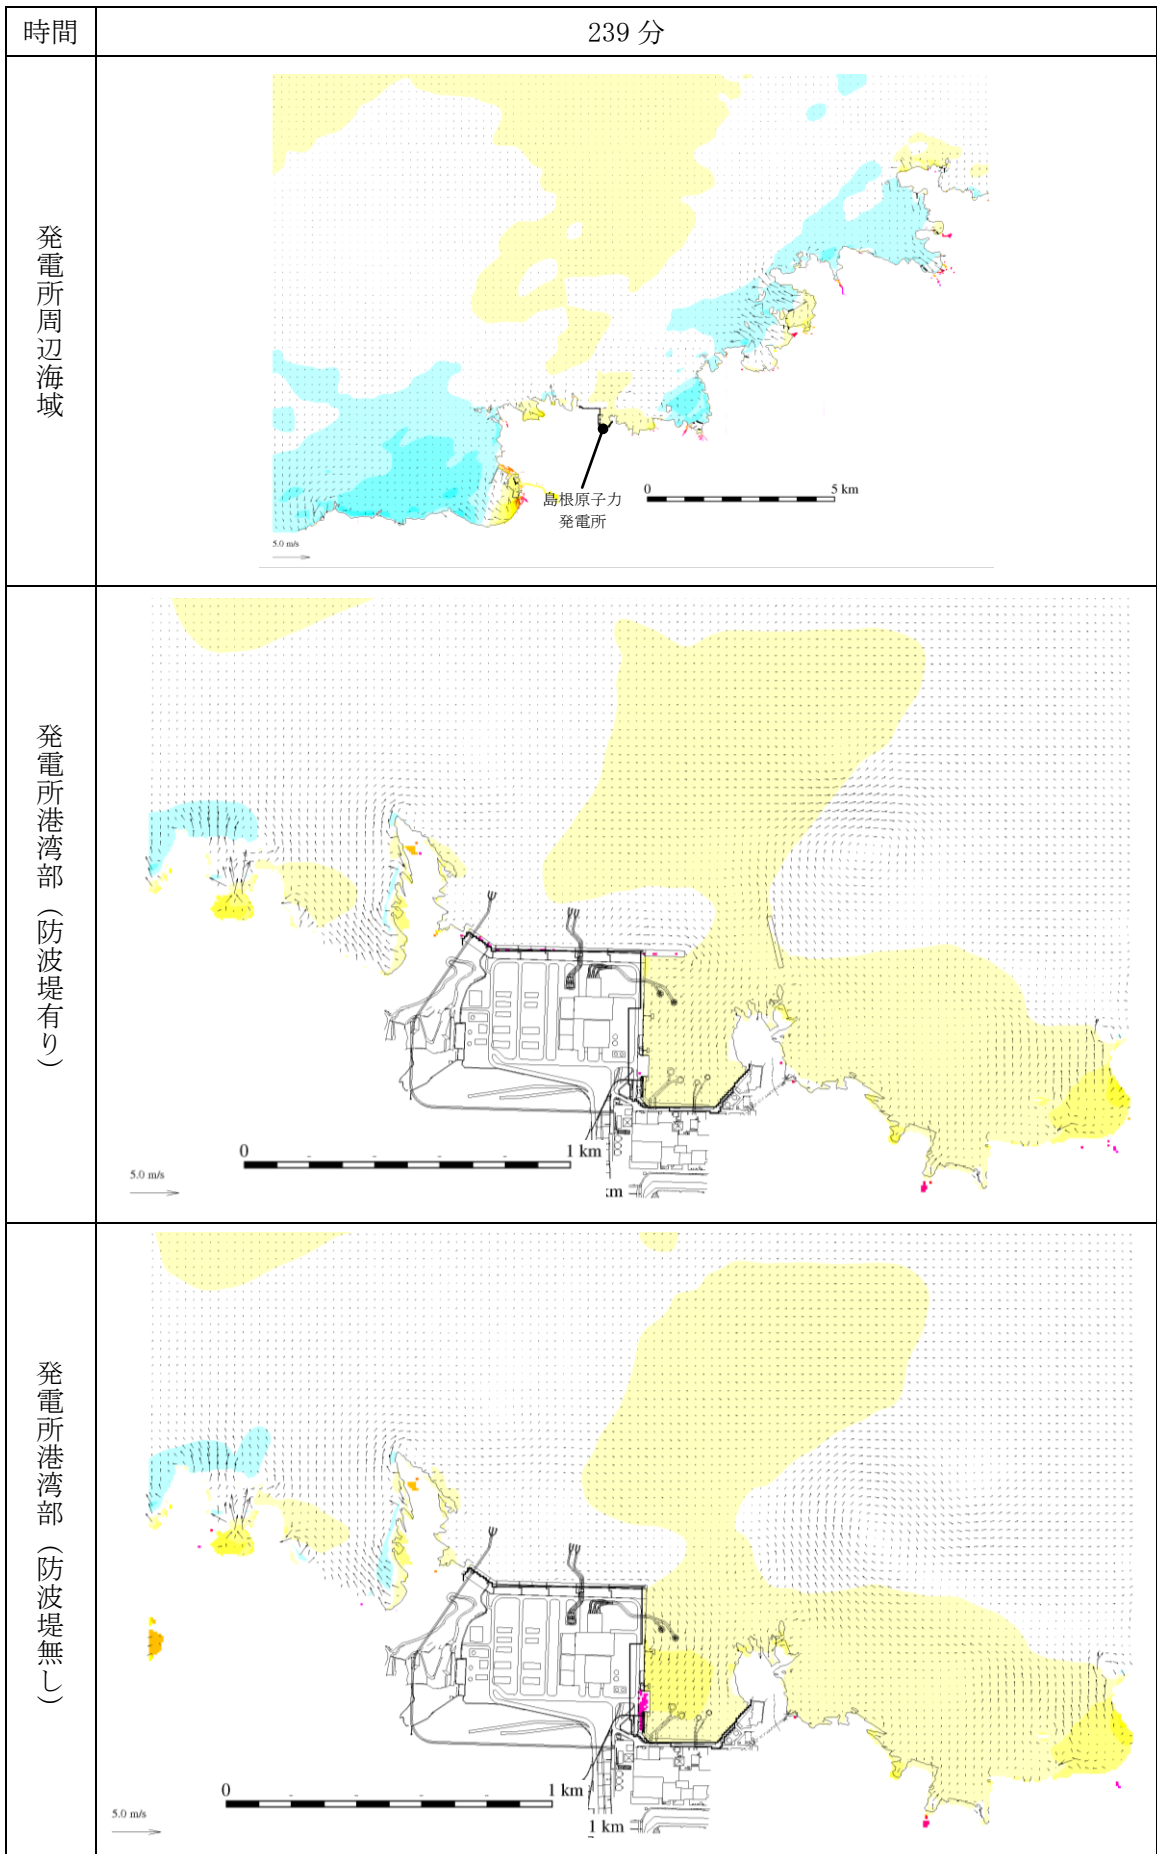 時間
239 分
発電所周辺海域
島根原子力
発電所
0
5 km
5.0 m/s
発電所港湾部（防波堤有り）
0
1 km
km
5.0 m/s
発電所港湾部（防波堤無し）
0
1 km
1 km
5.0 m/s